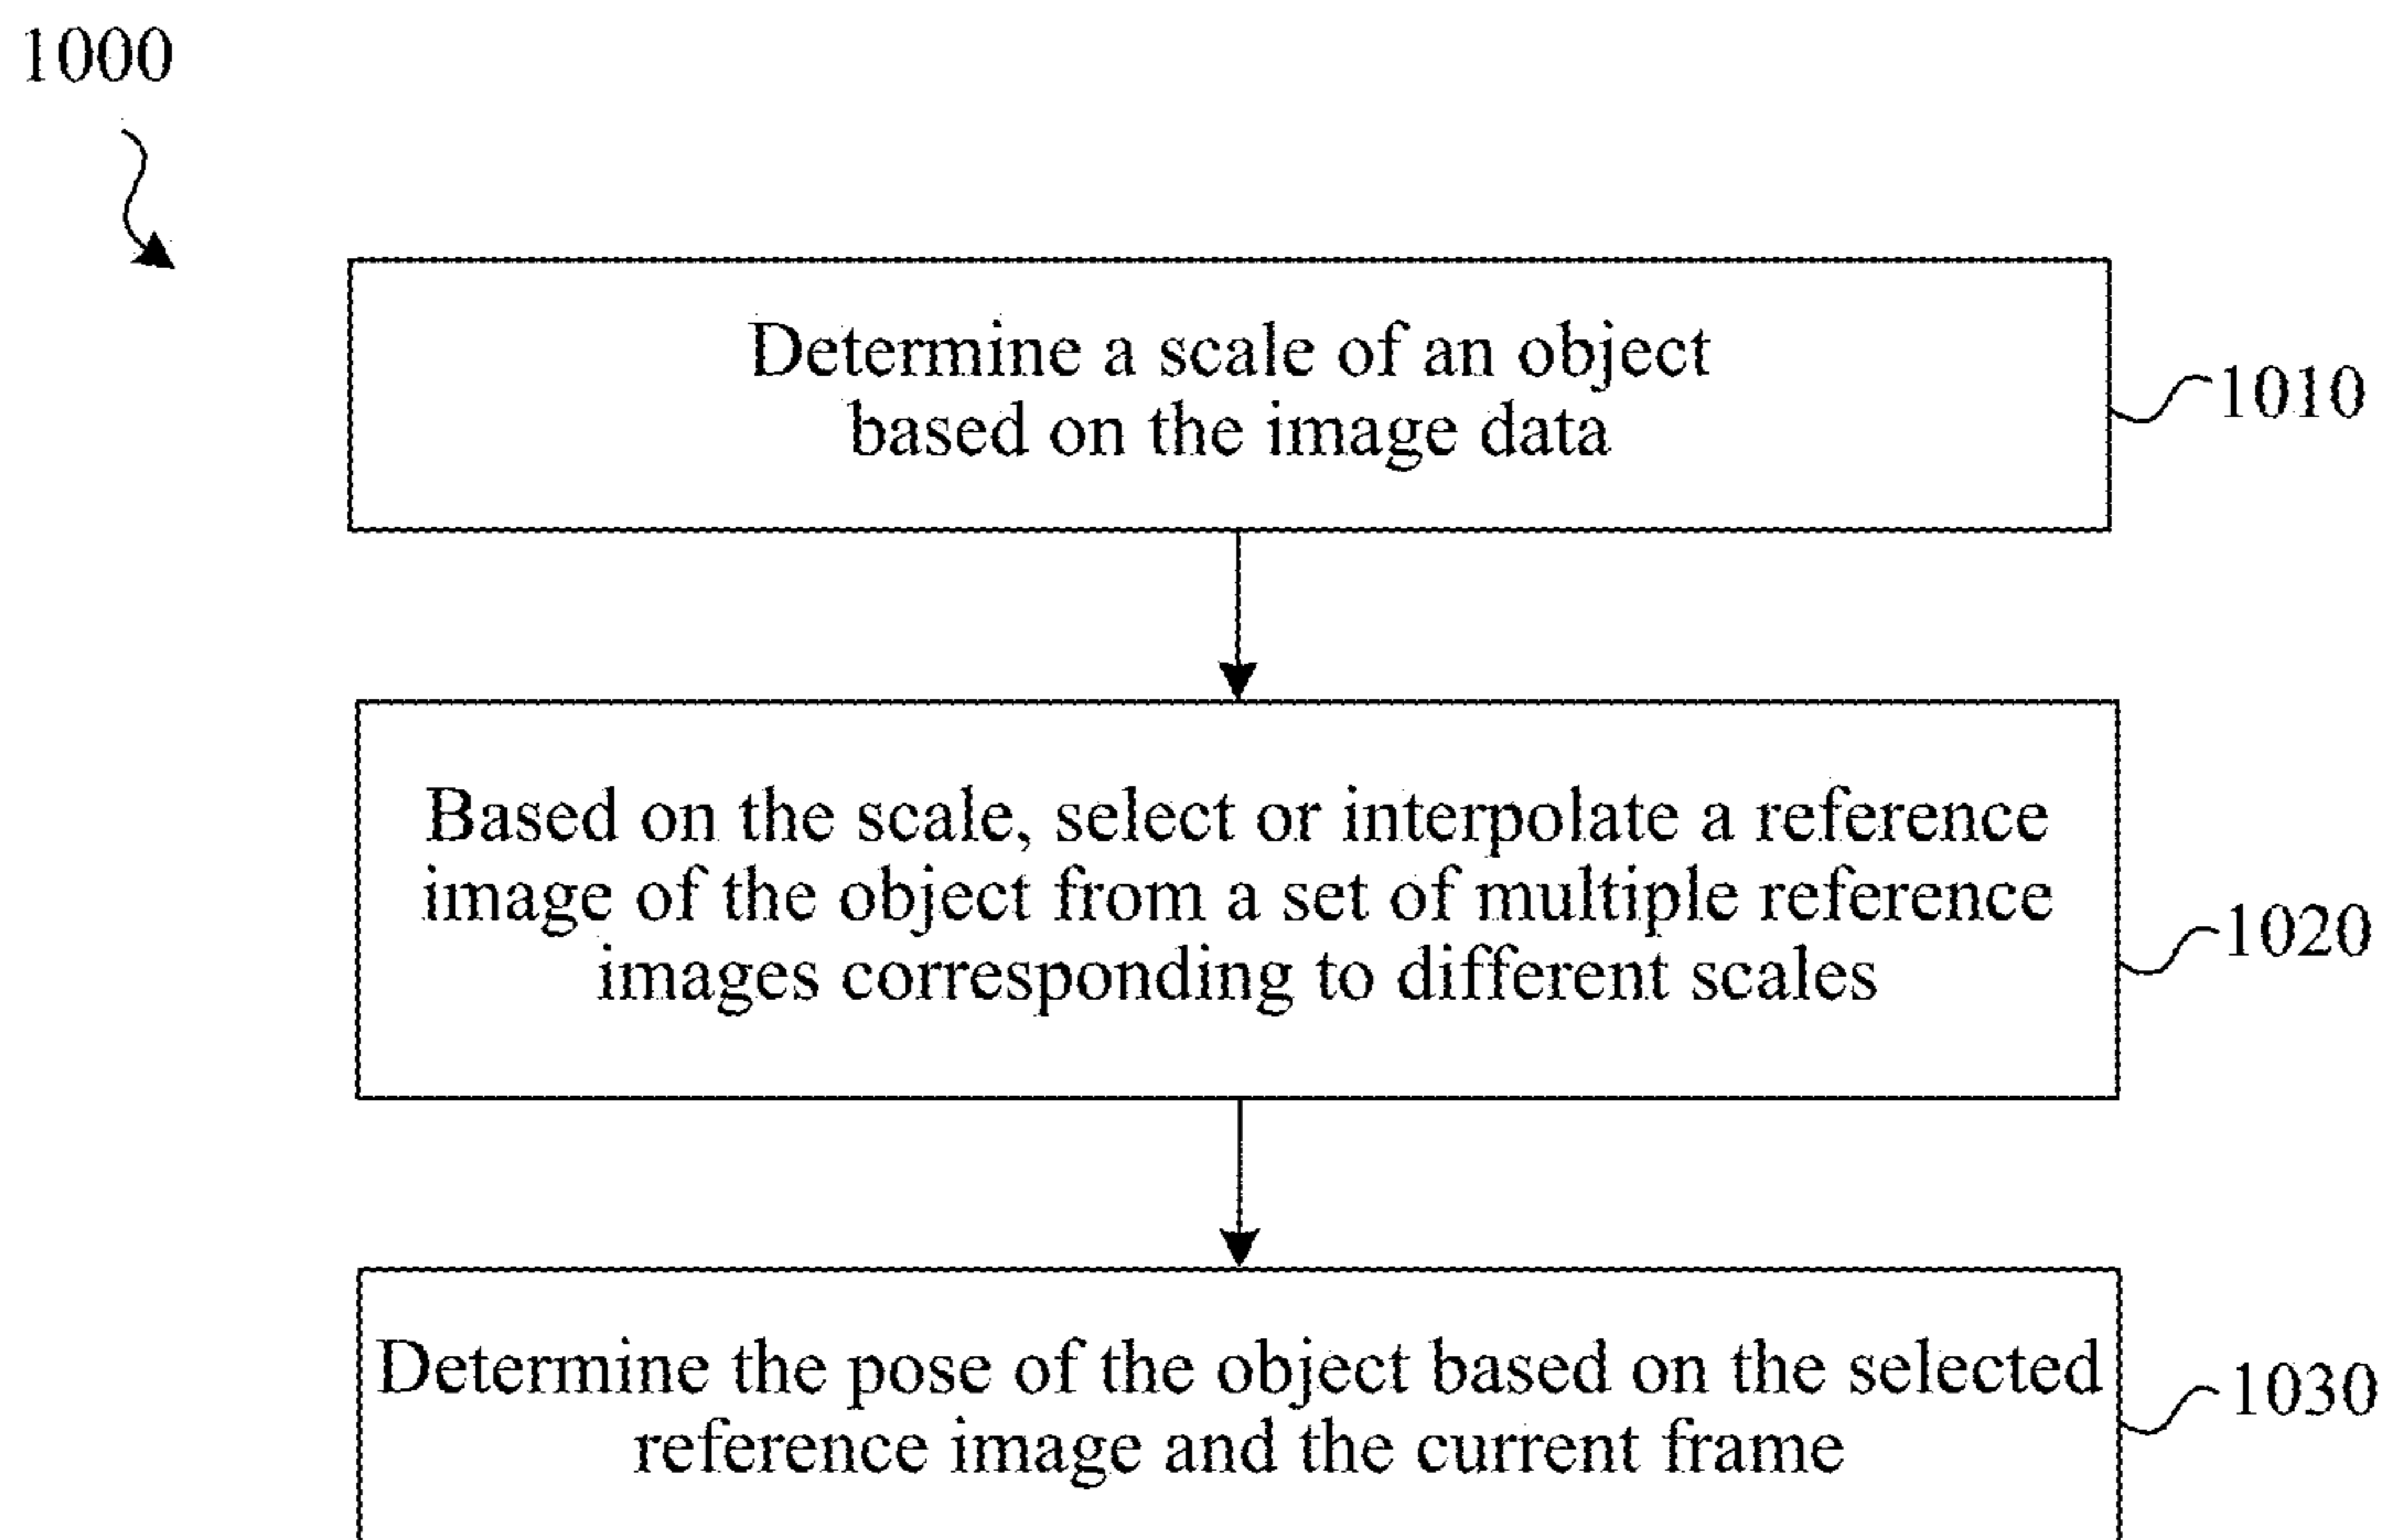 1000
Determine a scale of an object
based on the image data
1010
Based on the scale, select or interpolate a reference
image of the object from a set of multiple reference
images corresponding to different scales
1020
Determine the pose of the object based on the selected
reference image and the current frame
1030